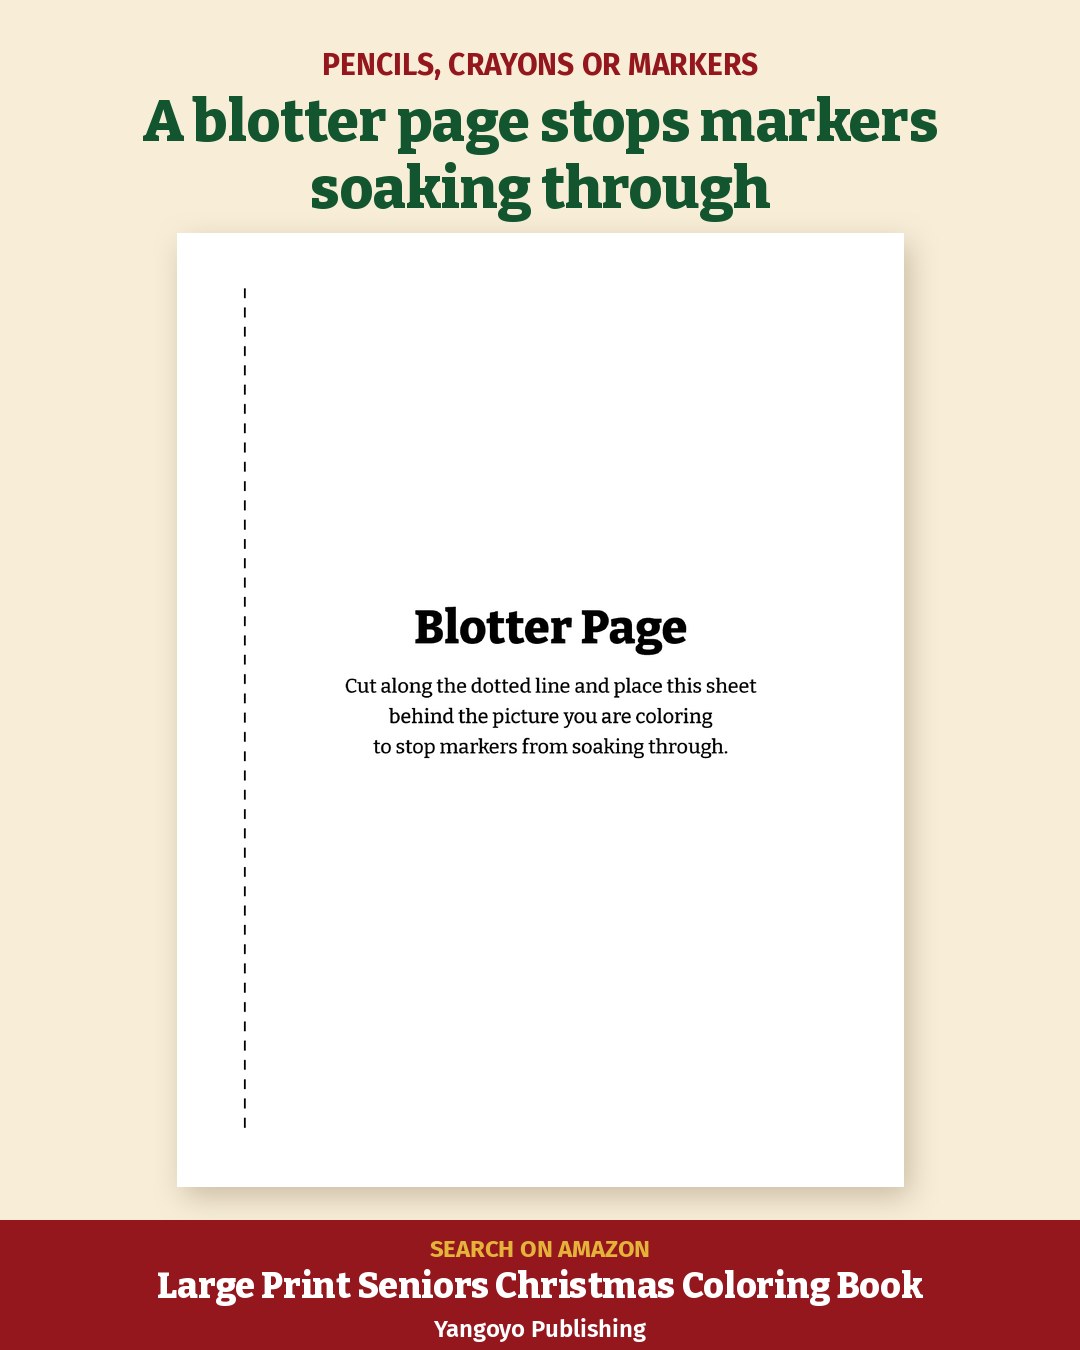 PENCILS, CRAYONS OR MARKERS
A blotter page stops markers
soaking through
Blotter Page
Cut along the dotted line and place this sheet
behind the picture you are coloring
to stop markers from soaking through.
SEARCH ON AMAZON
Large Print Seniors Christmas Coloring Book
Yangoyo Publishing